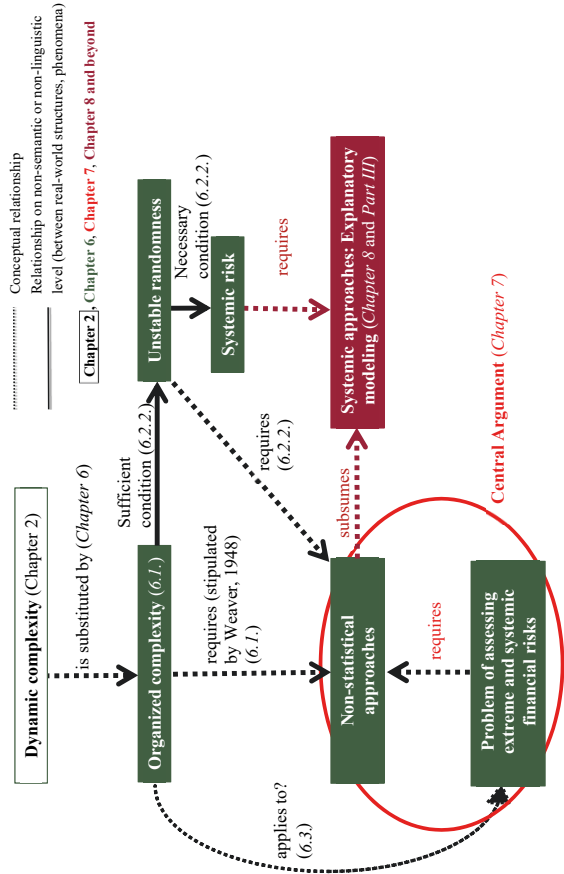 Conceptual relationship
Relationship on non-semantic or non-linguistic
level (between real-world structures, phenomena)
Chapter 2, Chapter 6, Chapter 7, Chapter 8 and beyond
Dynamic complexity (Chapter 2)
is substituted by (Chapter 6)
Organized complexity (6.1.)
Sufficient
condition (6.2.2.)
Unstable randomness
Necessary
condition (6.2.2.)
Systemic risk
requires
requires (stipulated
by Weaver, 1948)
(6.1.)
requires
(6.2.2.)
Non-statistical
approaches
subsumes
Systemic approaches: Explanatory
modeling (Chapter 8 and Part III)
applies to?
(6.3)
requires
Problem of assessing
extreme and systemic
financial risks
Central Argument (Chapter 7)